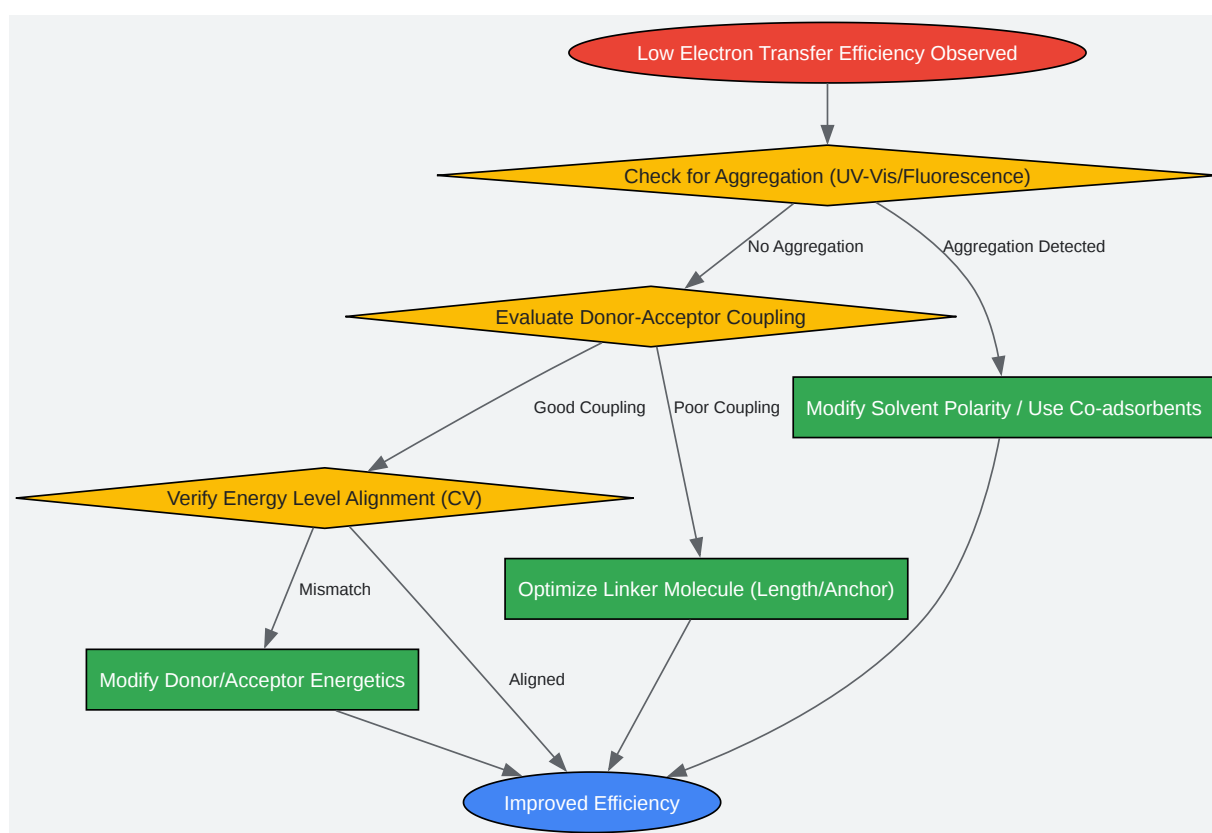 Low Electron Transfer Efficiency Observed
Check for Aggregation (UV-Vis/Fluorescence)
No Aggregation
Aggregation Detected
Evaluate Donor-Acceptor Coupling
Good Coupling
Poor Coupling
Modify Solvent Polarity / Use Co-adsorbents
Verify Energy Level Alignment (CV)
Mismatch
Optimize Linker Molecule (Length/Anchor)
Modify Donor/Acceptor Energetics
Aligned
Improved Efficiency